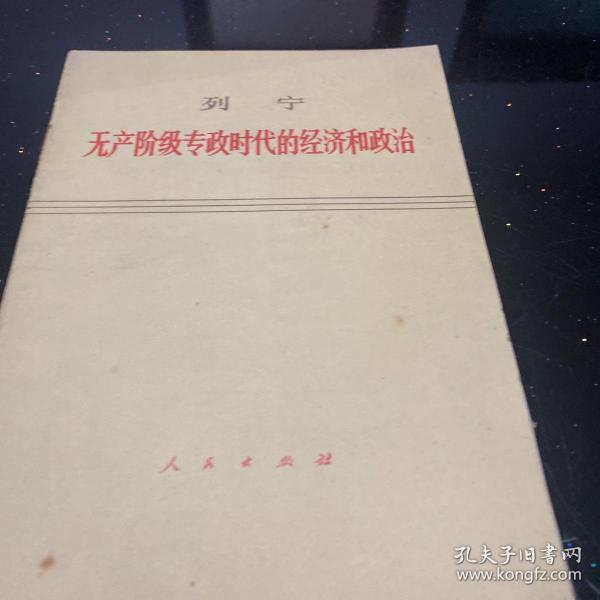 列 宁
无产阶级专政时代的经济和政治
人民出版社
孔夫子旧书网
www.kongfz.com